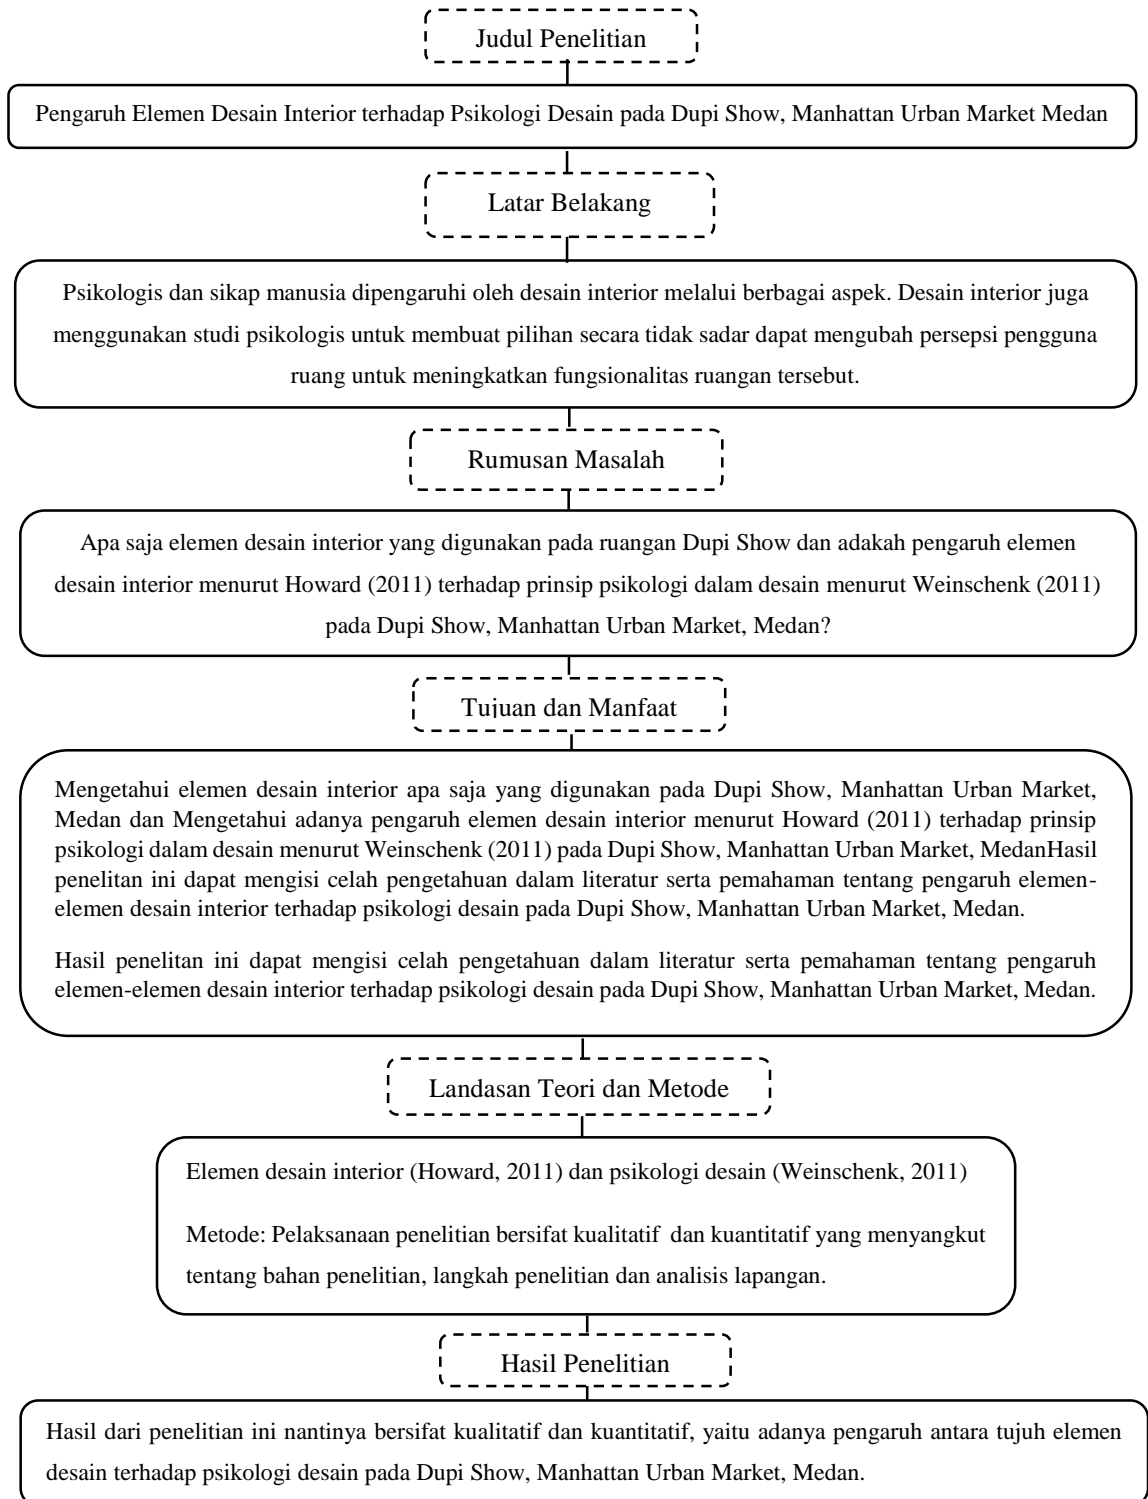 Judul Penelitian
Pengaruh Elemen Desain Interior terhadap Psikologi Desain pada Dupi Show, Manhattan Urban Market Medan
Latar Belakang
Psikologis dan sikap manusia dipengaruhi oleh desain interior melalui berbagai aspek. Desain interior juga
menggunakan studi psikologis untuk membuat pilihan secara tidak sadar dapat mengubah persepsi pengguna
ruang untuk meningkatkan fungsionalitas ruangan tersebut.
Rumusan Masalah
Apa saja elemen desain interior yang digunakan pada ruangan Dupi Show dan adakah pengaruh elemen
desain interior menurut Howard (2011) terhadap prinsip psikologi dalam desain menurut Weinschenk (2011)
pada Dupi Show, Manhattan Urban Market, Medan?
Tujuan dan Manfaat
Mengetahui elemen desain interior apa saja yang digunakan pada Dupi Show, Manhattan Urban Market,
Medan dan Mengetahui adanya pengaruh elemen desain interior menurut Howard (2011) terhadap prinsip
psikologi dalam desain menurut Weinschenk (2011) pada Dupi Show, Manhattan Urban Market, MedanHasil
penelitan ini dapat mengisi celah pengetahuan dalam literatur serta pemahaman tentang pengaruh elemen-
elemen desain interior terhadap psikologi desain pada Dupi Show, Manhattan Urban Market, Medan.
Hasil penelitan ini dapat mengisi celah pengetahuan dalam literatur serta pemahaman tentang pengaruh
elemen-elemen desain interior terhadap psikologi desain pada Dupi Show, Manhattan Urban Market, Medan.
Landasan Teori dan Metode
Elemen desain interior (Howard, 2011) dan psikologi desain (Weinschenk, 2011)
Metode: Pelaksanaan penelitian bersifat kualitatif dan kuantitatif yang menyangkut
tentang bahan penelitian, langkah penelitian dan analisis lapangan.
Hasil Penelitian
Hasil dari penelitian ini nantinya bersifat kualitatif dan kuantitatif, yaitu adanya pengaruh antara tujuh elemen
desain terhadap psikologi desain pada Dupi Show, Manhattan Urban Market, Medan.